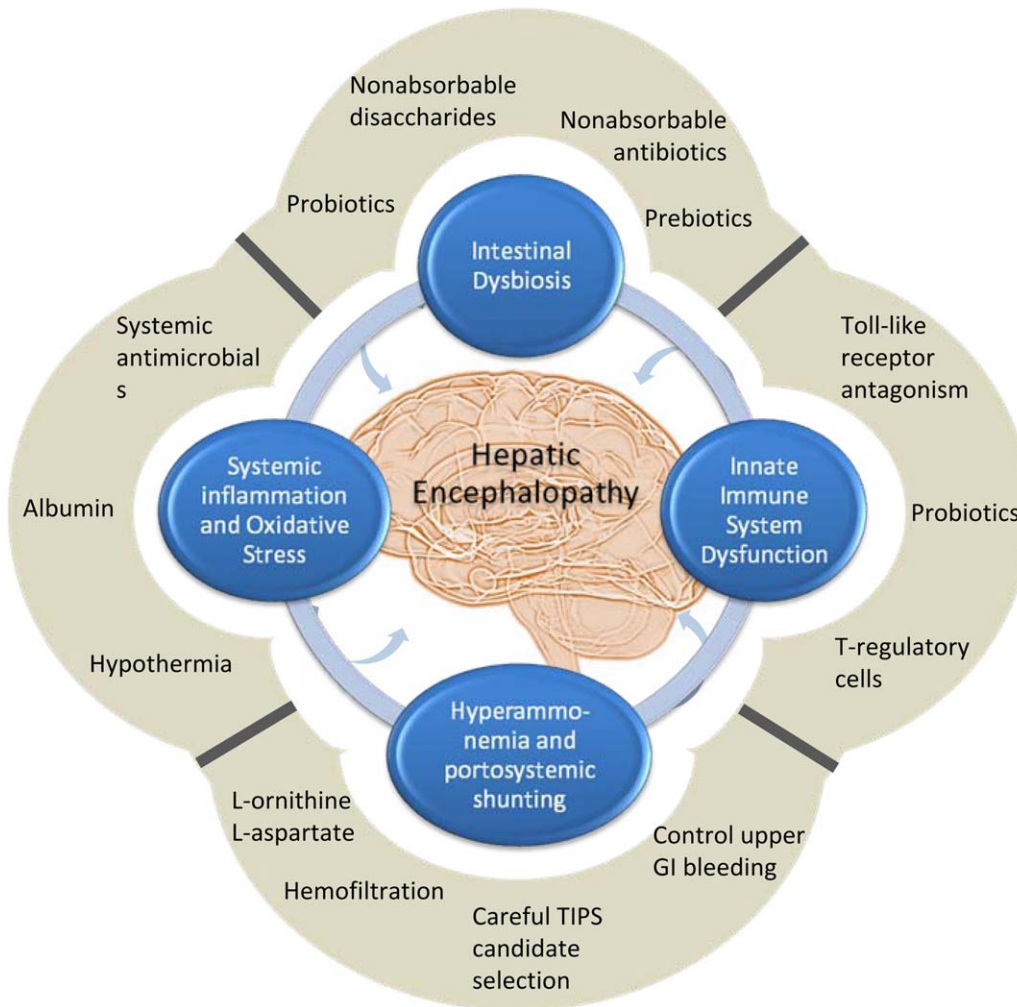 Nonabsorbable
disaccharides
Nonabsorbable
antibiotics
Probiotics
Prebiotics
Intestinal
Dysbiosis
Systemic
antimicrobial
s
Toll-like
receptor
antagonism
Hepatic
Encephalopathy
Systemic
inflammation
and Oxidative
Stress
Innate
Immune
System
Dysfunction
Albumin
Probiotics
Hypothermia
T-regulatory
cells
Hyperammo-
nemia and
portosystemic
shunting
L-ornithine
L-aspartate
Control upper
GI bleeding
Hemofiltration
Careful TIPS
candidate
selection